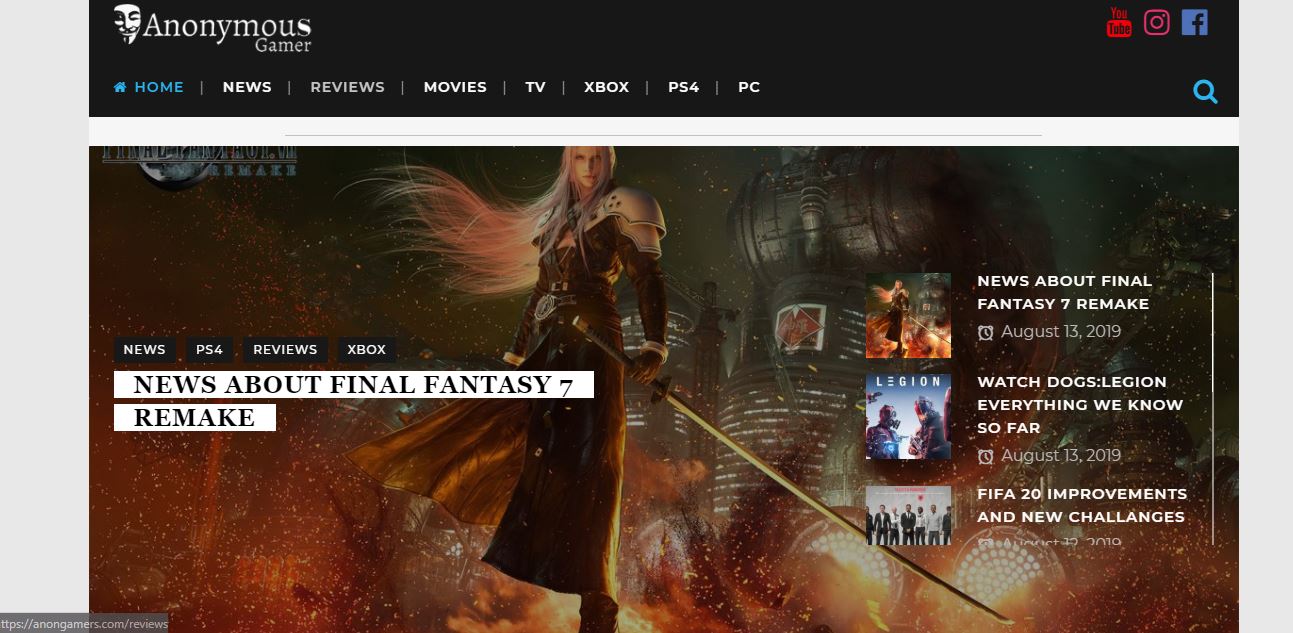 Anonymous
Gamer
You
Tube
HOME | NEWS | REVIEWS | MOVIES | TV | XBOX | PS4 | PC
FINAL FANTASY VII
REMAKE
NEWS ABOUT FINAL
FANTASY 7 REMAKE
August 13, 2019
NEWS PS4 REVIEWS XBOX
NEWS ABOUT FINAL FANTASY 7
REMAKE
LEGION
WATCH DOGS:LEGION
EVERYTHING WE KNOW
SO FAR
August 13, 2019
FIFA 20 IMPROVEMENTS
AND NEW CHALLANGES
ttps://anongamers.com/reviews